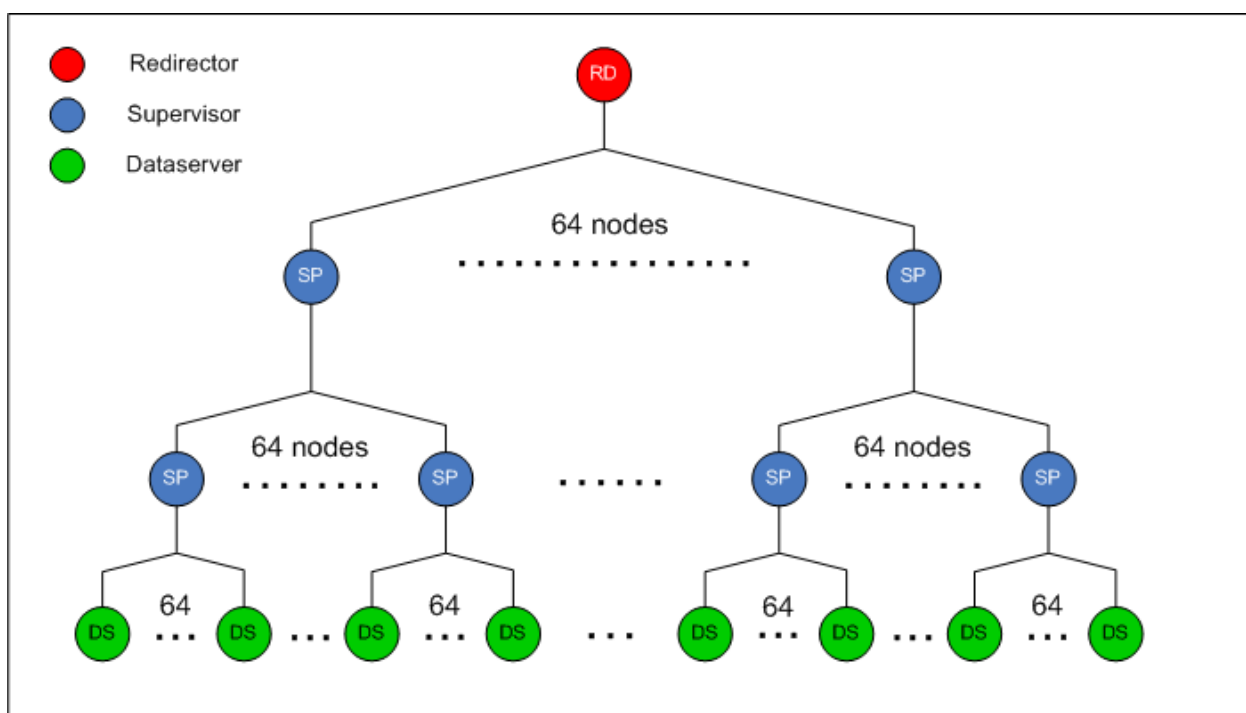 Redirector
Supervisor
Dataserver
RD
64 nodes
SP SP
64 nodes 64 nodes
SP SP SP SP
64 64 64 64
DS DS DS DS DS DS DS DS